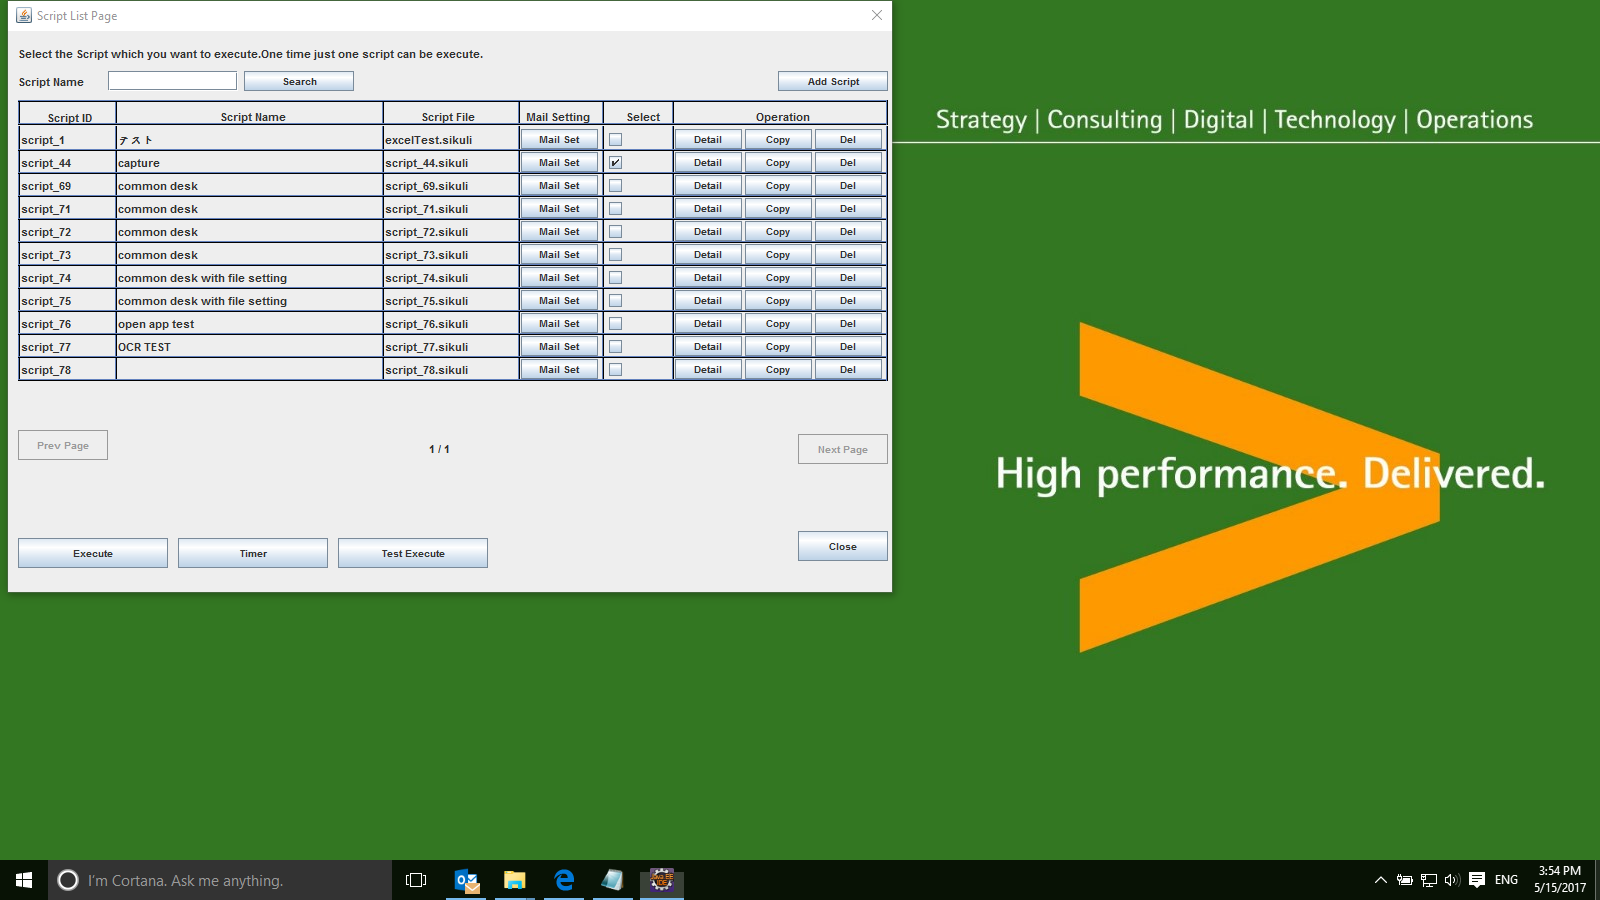 Script List Page
Select the Script which you want to execute.One time just one script can be execute.
Script Name Search Add Script
Script ID Script Name Script File Mail Setting Select Operation
script_1 テスト excelTest.sikuli Mail Set Detail Copy Del
script_44 capture script_44.sikuli Mail Set Detail Copy Del
script_69 common desk script_69.sikuli Mail Set Detail Copy Del
script_71 common desk script_71.sikuli Mail Set Detail Copy Del
script_72 common desk script_72.sikuli Mail Set Detail Copy Del
script_73 common desk script_73.sikuli Mail Set Detail Copy Del
script_74 common desk with file setting script_74.sikuli Mail Set Detail Copy Del
script_75 common desk with file setting script_75.sikuli Mail Set Detail Copy Del
script_76 open app test script_76.sikuli Mail Set Detail Copy Del
script_77 OCR TEST script_77.sikuli Mail Set Detail Copy Del
script_78 script_78.sikuli Mail Set Detail Copy Del
Prev Page 1 / 1 Next Page
Execute Timer Test Execute Close
Strategy | Consulting | Digital | Technology | Operations
High performance. Delivered.
I'm Cortana. Ask me anything.
JAVA EE
IDE
ENG
3:54 PM
5/15/2017